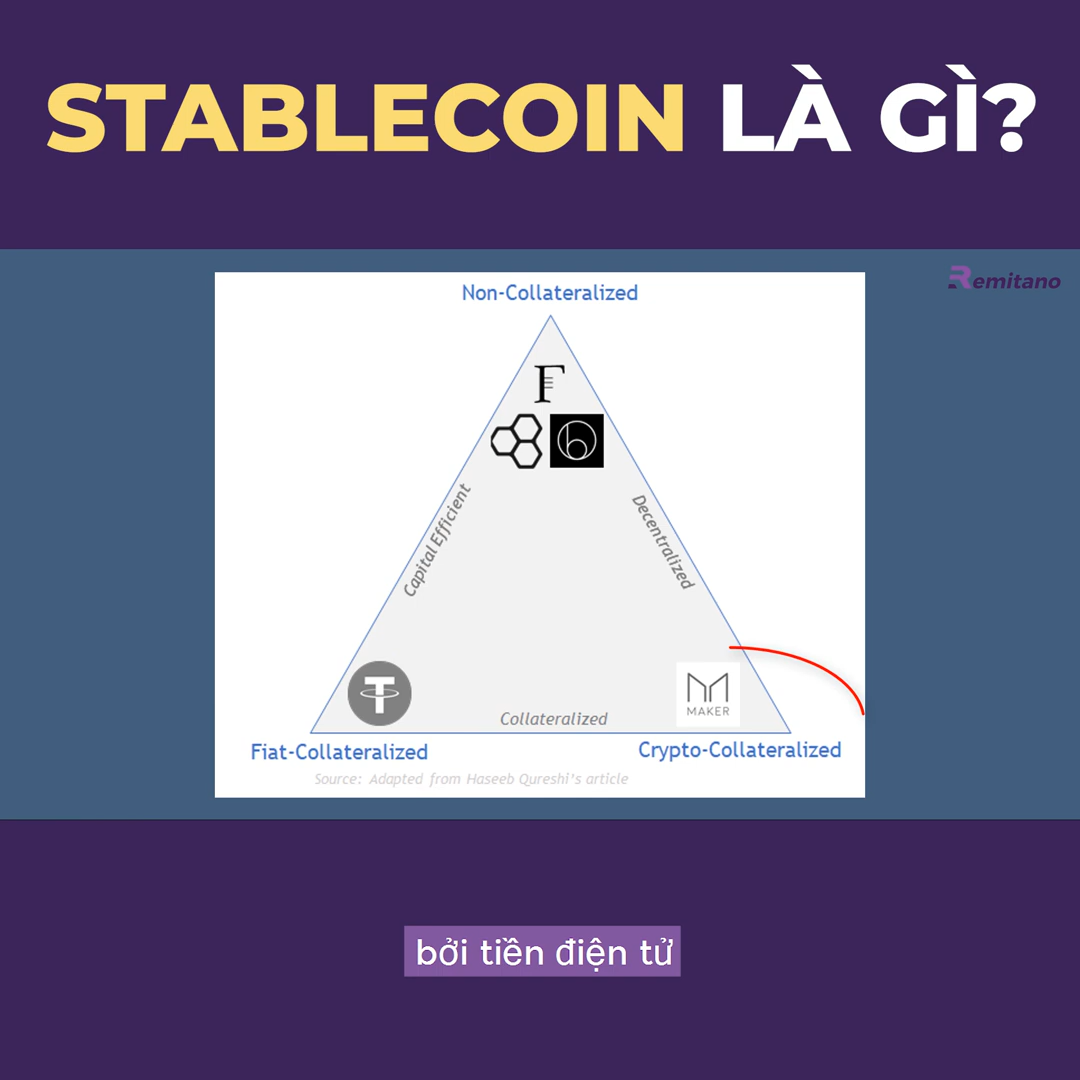 STABLECOIN LÀ GÌ?
Remitano
Non-Collateralized
Capital Efficient
Decentralized
MAKER
Collateralized
Fiat-Collateralized
Crypto-Collateralized
Source: Adapted from Haseeb Qureshi's article
bởi tiền điện tử